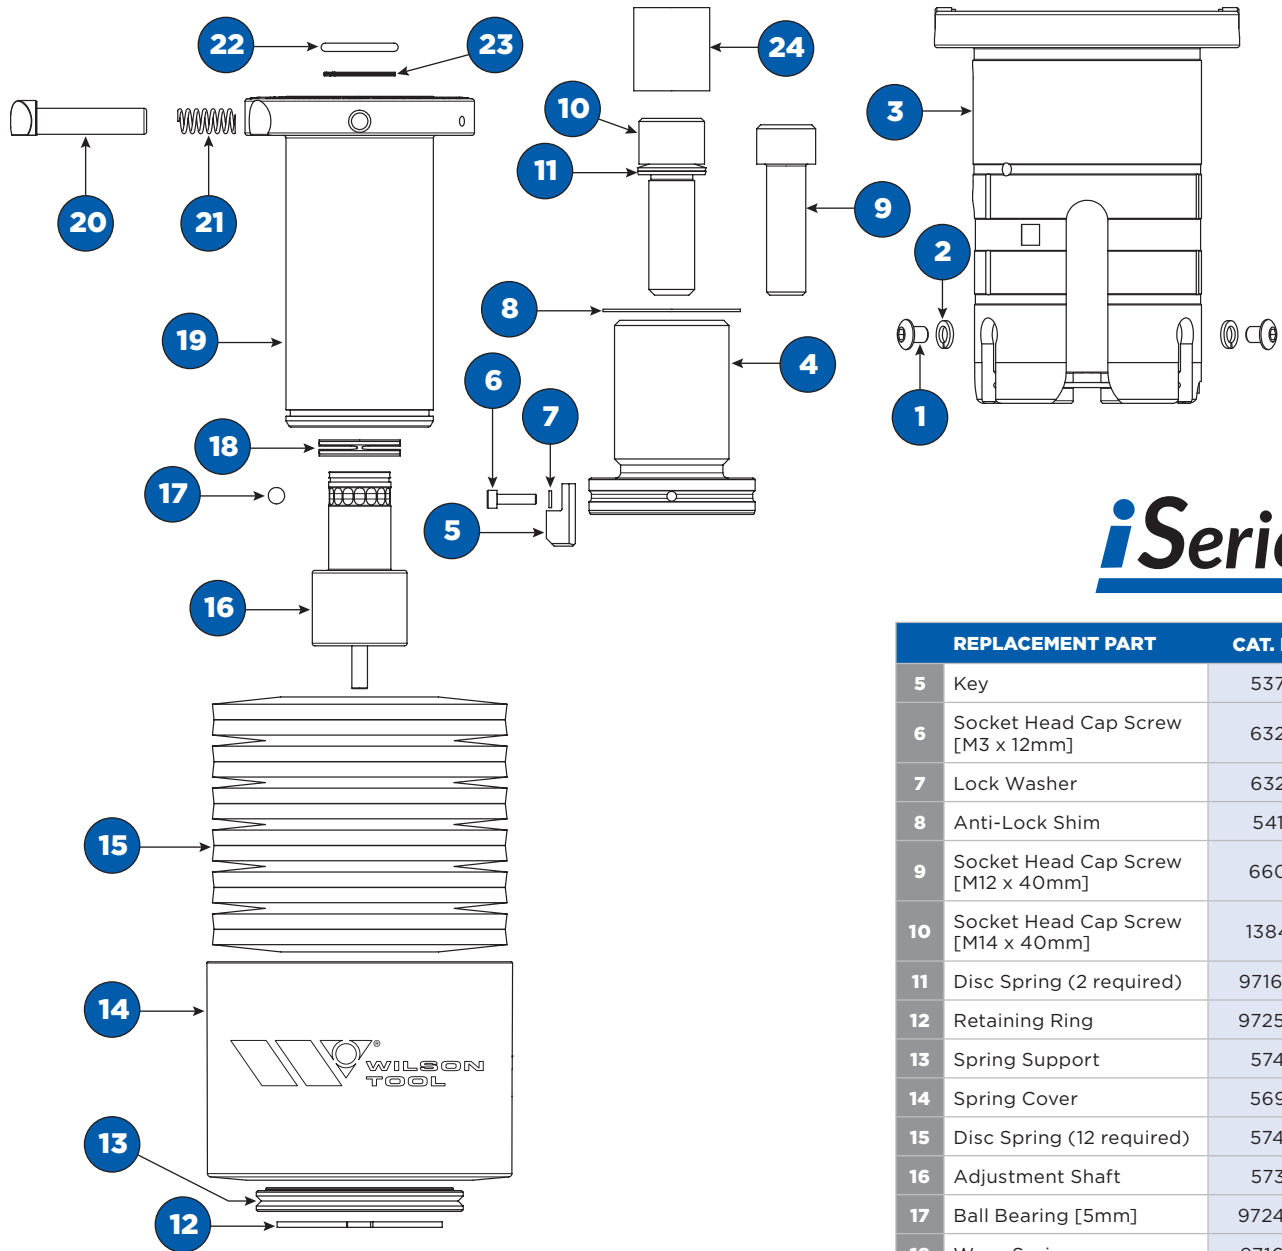 22
23
24
10
3
11
20
21
9
2
8
19
4
6
7
1
18
17
5
16
15
14
WILSON
TOOL
®
13
12
REPLACEMENT PART CAT.
5 Key 537
6 Socket Head Cap Screw
[M3 x 12mm] 632
7 Lock Washer 632
8 Anti-Lock Shim 541
9 Socket Head Cap Screw
[M12 x 40mm] 660
10 Socket Head Cap Screw
[M14 x 40mm] 1384
11 Disc Spring (2 required) 9716
12 Retaining Ring 9725
13 Spring Support 574
14 Spring Cover 569
15 Disc Spring (12 required) 574
16 Adjustment Shaft 573
17 Ball Bearing [5mm] 9724